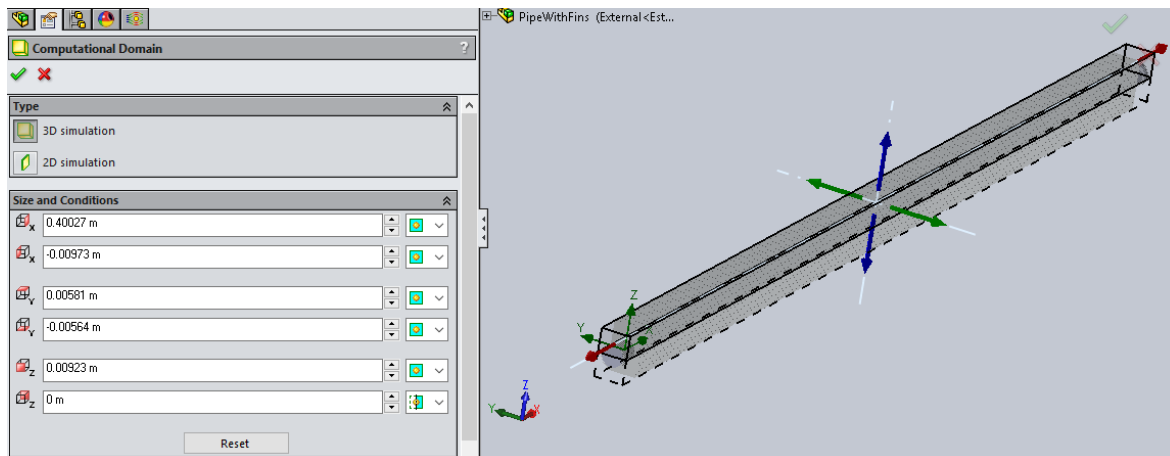 Computational Domain
?
Type
3D simulation
2D simulation
Size and Conditions
X 0.40027 m
X -0.00973 m
Y 0.00581 m
Y -0.00564 m
Z 0.00923 m
Z 0 m
Reset
PipeWithFins (External<Est...
Z
Y
X
Z
Y
X